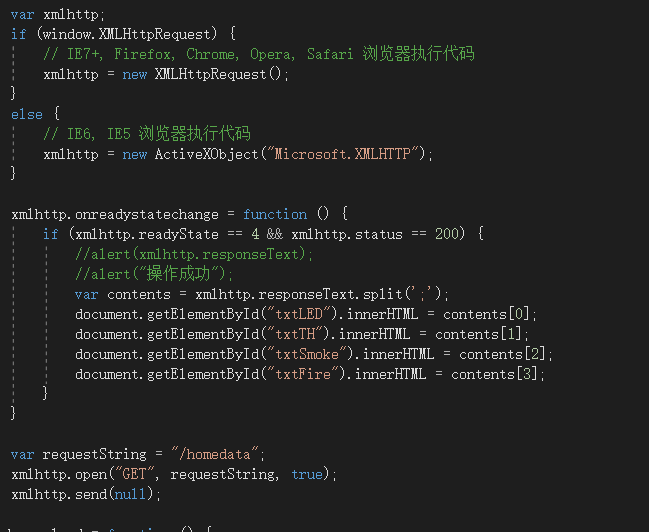 var xmlhttp;
if (window.XMLHttpRequest) {
// IE7+, Firefox, Chrome, Opera, Safari 浏览器执行代码
xmlhttp = new XMLHttpRequest();
}
else {
// IE6, IE5 浏览器执行代码
xmlhttp = new ActiveXObject("Microsoft.XMLHTTP");
}
xmlhttp.onreadystatechange = function () {
if (xmlhttp.readyState == 4 && xmlhttp.status == 200) {
//alert(xmlhttp.responseText);
//alert("操作成功");
var contents = xmlhttp.responseText.split(';');
document.getElementById("txtLED").innerHTML = contents[0];
document.getElementById("txtTH").innerHTML = contents[1];
document.getElementById("txtSmoke").innerHTML = contents[2];
document.getElementById("txtFire").innerHTML = contents[3];
}
}
var requestString = "/homedata";
xmlhttp.open("GET", requestString, true);
xmlhttp.send(null);
= function () {